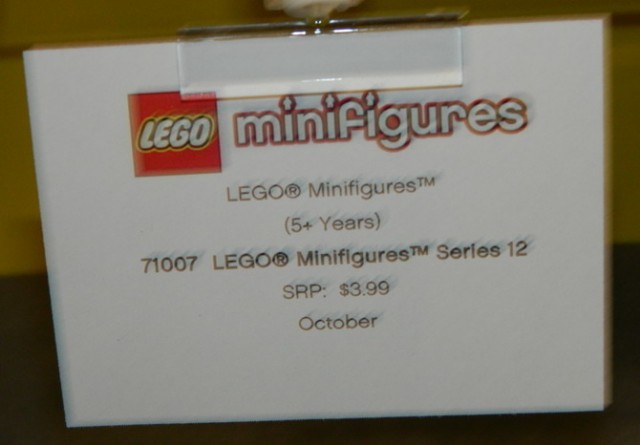 LEGO minifigures
LEGO® Minifigures™
(5+ Years)
71007 LEGO® Minifigures™ Series 12
SRP: $3.99
October